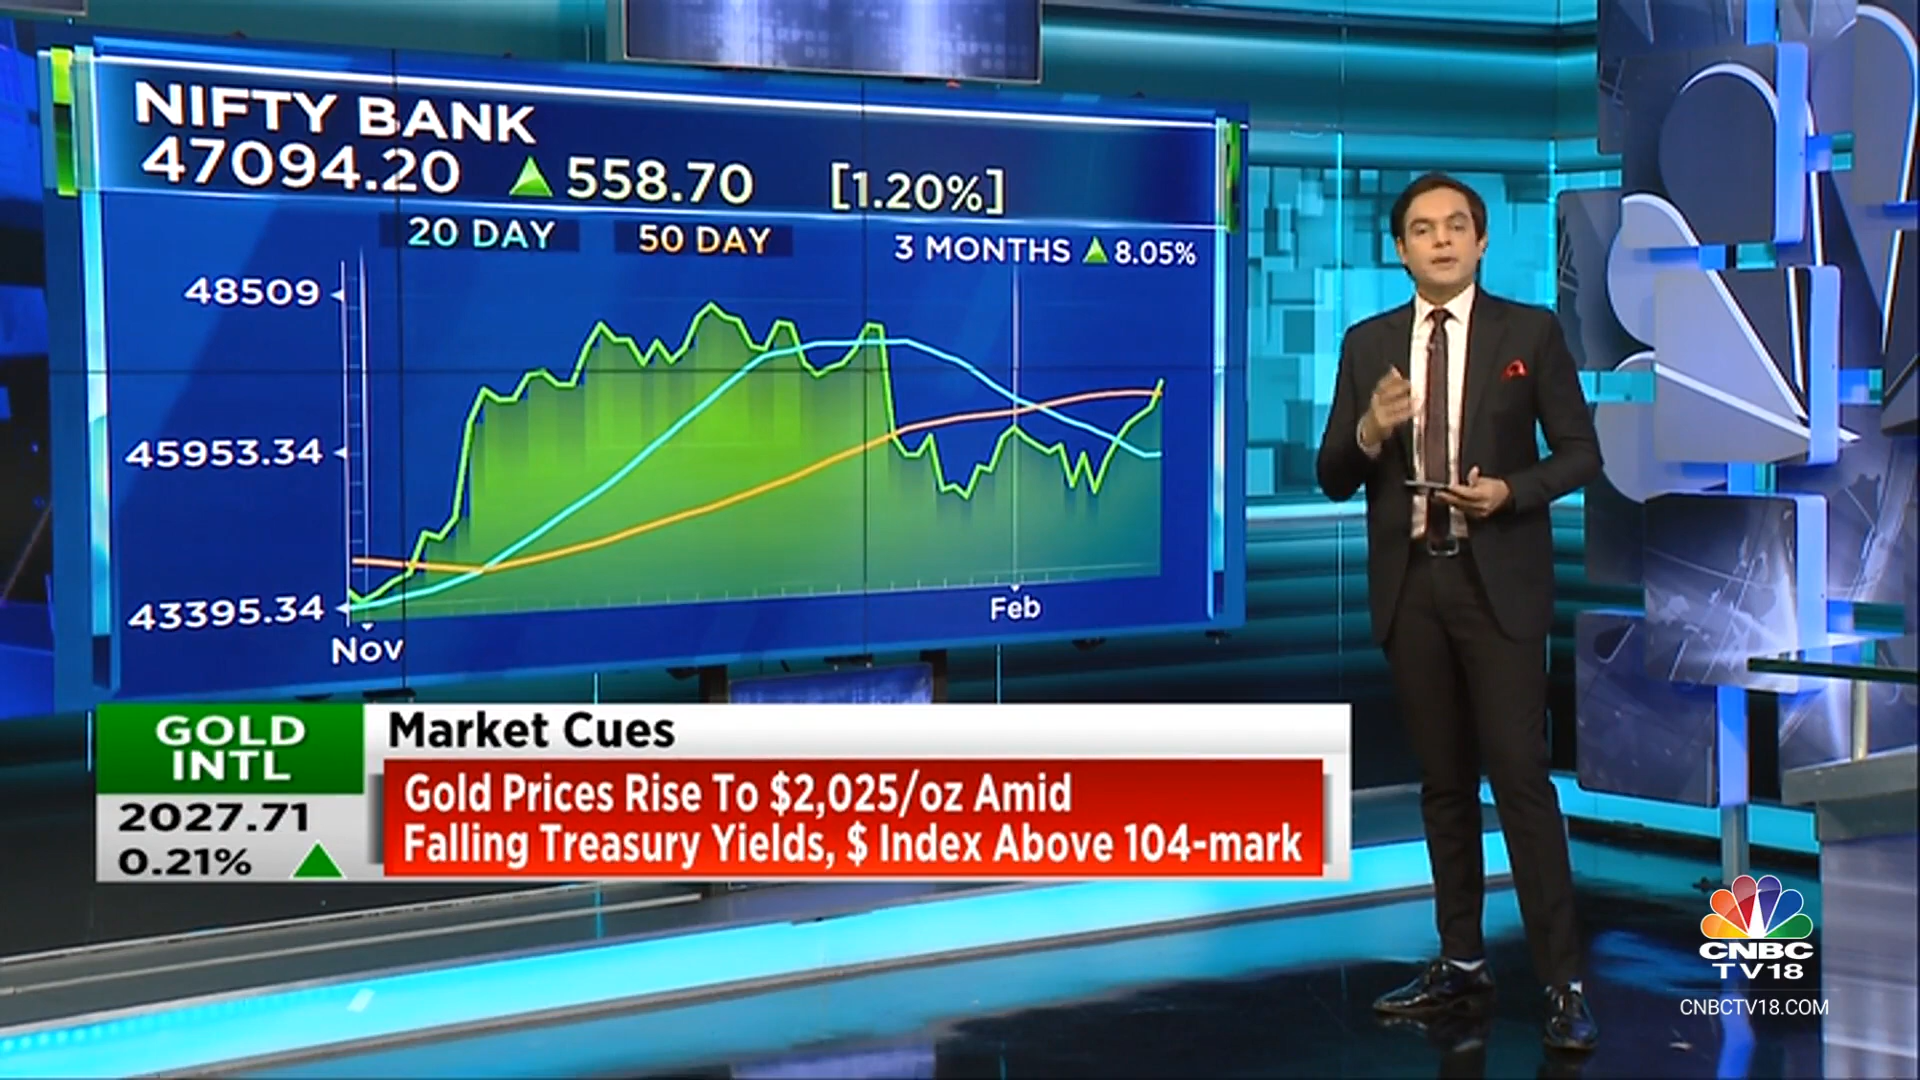 NIFTY BANK
47094.20 ▲ 558.70 [1.20%]
20 DAY 50 DAY 3 MONTHS ▲ 8.05%
48509
45953.34
43395.34
Nov
Feb
GOLD
INTL
2027.71
0.21% ▲
Market Cues
Gold Prices Rise To $2,025/oz Amid
Falling Treasury Yields, $ Index Above 104-mark
CNBC
TV18
CNBCTV18.COM